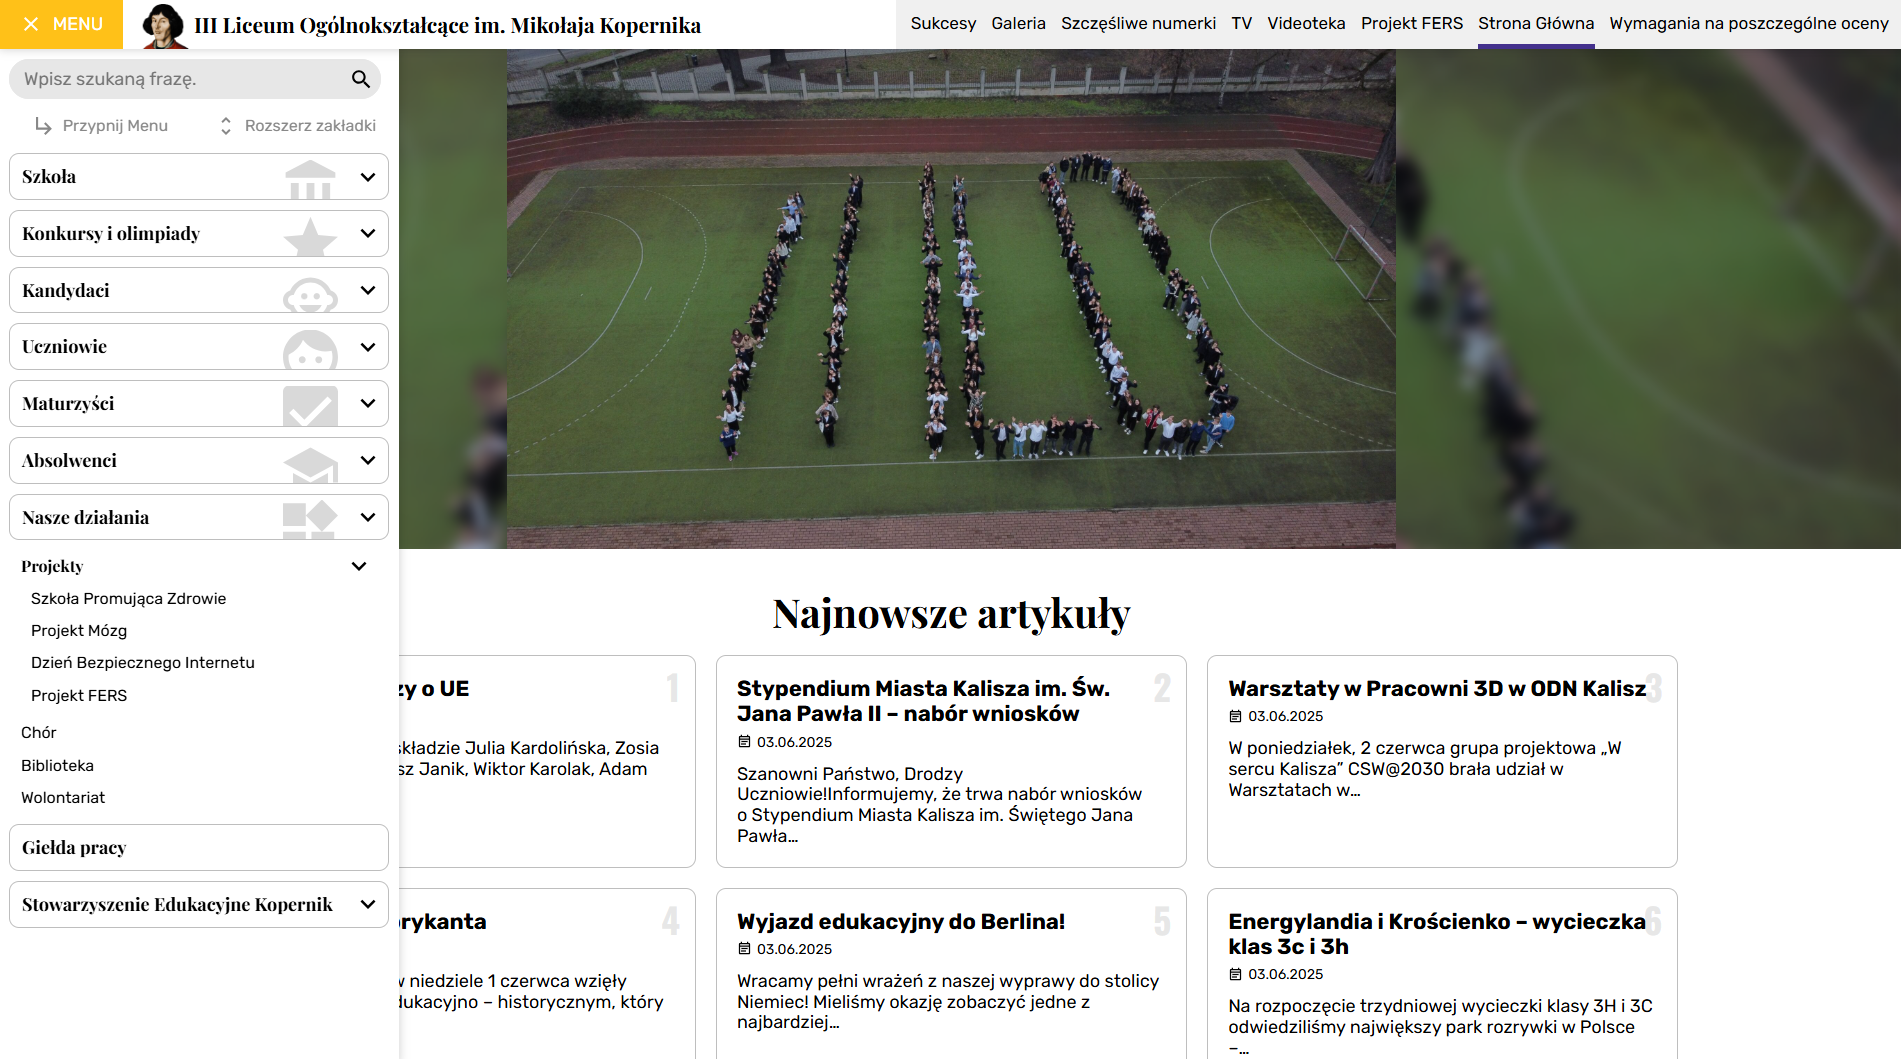 MENU
III Liceum Ogólnokształcące im. Mikołaja Kopernika
Sukcesy Galeria Szczęśliwe numerki TV Videoteka Projekt FERS Strona Główna Wymagania na poszczególne oceny
Wpisz szukaną frazę.
Przypnij Menu
Rozszerz zakładki
Szkoła
Konkursy i olimpiady
Kandydaci
Uczniowie
Maturzyści
Absolwenci
Nasze działania
Projekty
Szkoła Promująca Zdrowie
Projekt Mózg
Dzień Bezpiecznego Internetu
Projekt FERS
Chór
Biblioteka
Wolontariat
Giełda pracy
Stowarzyszenie Edukacyjne Kopernik
Najnowsze artykuły
zy o UE
1
składzie Julia Kardolińska, Zosia
sz Janik, Wiktor Karolak, Adam
Stypendium Miasta Kalisza im. Św.
Jana Pawła II – nabór wniosków
2
03.06.2025
Szanowni Państwo, Drodzy
Uczniowie!Informujemy, że trwa nabór wniosków
o Stypendium Miasta Kalisza im. Świętego Jana
Pawła...
Warsztaty w Pracowni 3D w ODN Kalisz
3
03.06.2025
W poniedziałek, 2 czerwca grupa projektowa „W
sercu Kalisza” CSW@2030 brała udział w
Warsztatach w...
rykanta
4
w niedziele 1 czerwca wzięły
dukacyjno – historycznym, który
Wyjazd edukacyjny do Berlina!
5
03.06.2025
Wracamy pełni wrażeń z naszej wyprawy do stolicy
Niemiec! Mieliśmy okazję zobaczyć jedne z
najbardziej...
Energylandia i Krościenko – wycieczka
klas 3c i 3h
6
03.06.2025
Na rozpoczęcie trzydniowej wycieczki klasy 3H i 3C
odwiedziliśmy największy park rozrywki w Polsce
–...